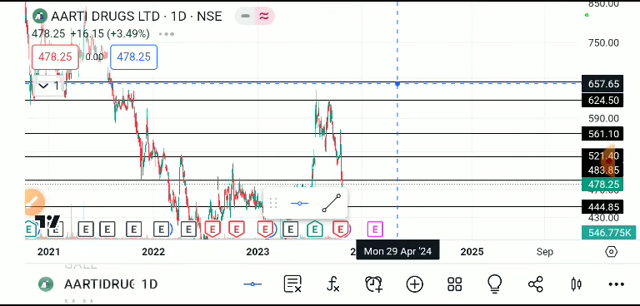 AARTI DRUGS LTD · 1D · NSE
850.00
478.25 +16.15 (+3.49%)
750.00
478.25 0.00 478.25
1
657.65
624.50
590.00
561.10
521.40
483.85
478.25
444.85
430.00
E E E E E E E E E E E E E
546.775K
2021 2022 2023 Mon 29 Apr '24 2025 Sep
AARTIDRUG 1D